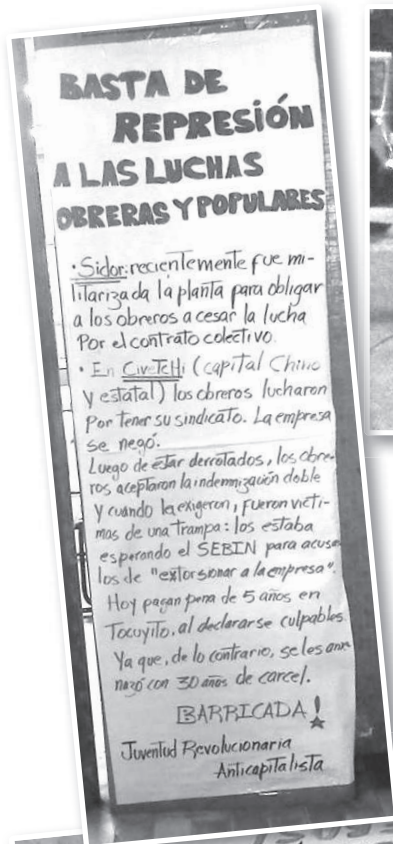 BASTA DE
REPRESIÓN
A LAS LUCHAS
OBRERAS Y POPULARES
· Sidor: recientemente fue mi-
litarizada la planta para obligar
a los obreros a cesar la lucha
Por el contrato colectivo.
· En CiveTCHi (capital Chino
y estatal) los obreros lucharon
Por tener su sindicato. La empresa
se negó.
Luego de estar derrotados, los obre-
ros aceptaron la indemnización doble
y cuando la exigeron, fueron vícti-
mas de una trampa: los estaba
esperando el SEBIN para acusa
los de "extorsionar a la empresa".
Hoy pagan pena de 5 años en
Tocuyito, al declararse culpables.
Ya que, de lo contrario, se les ame
nazó con 30 años de carcel.
BARRICADA!
Juventud Revolucionaria
Anticapitalista